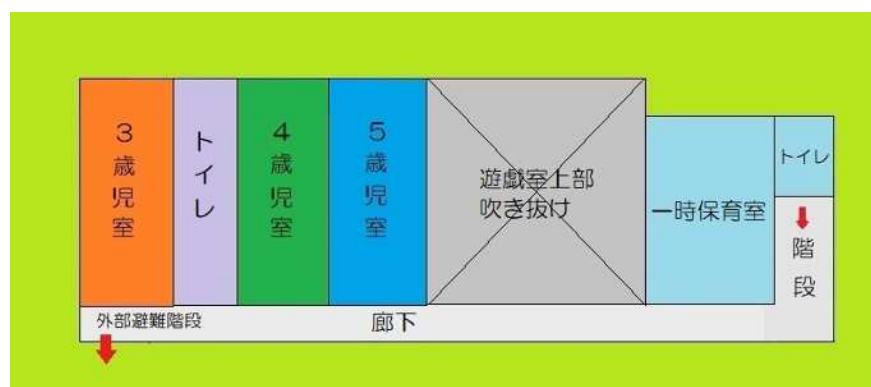 3歳児室
トイレ
4歳児室
5歳児室
遊戯室上部
吹き抜け
一時保育室
トイレ
階段
外部避難階段
廊下